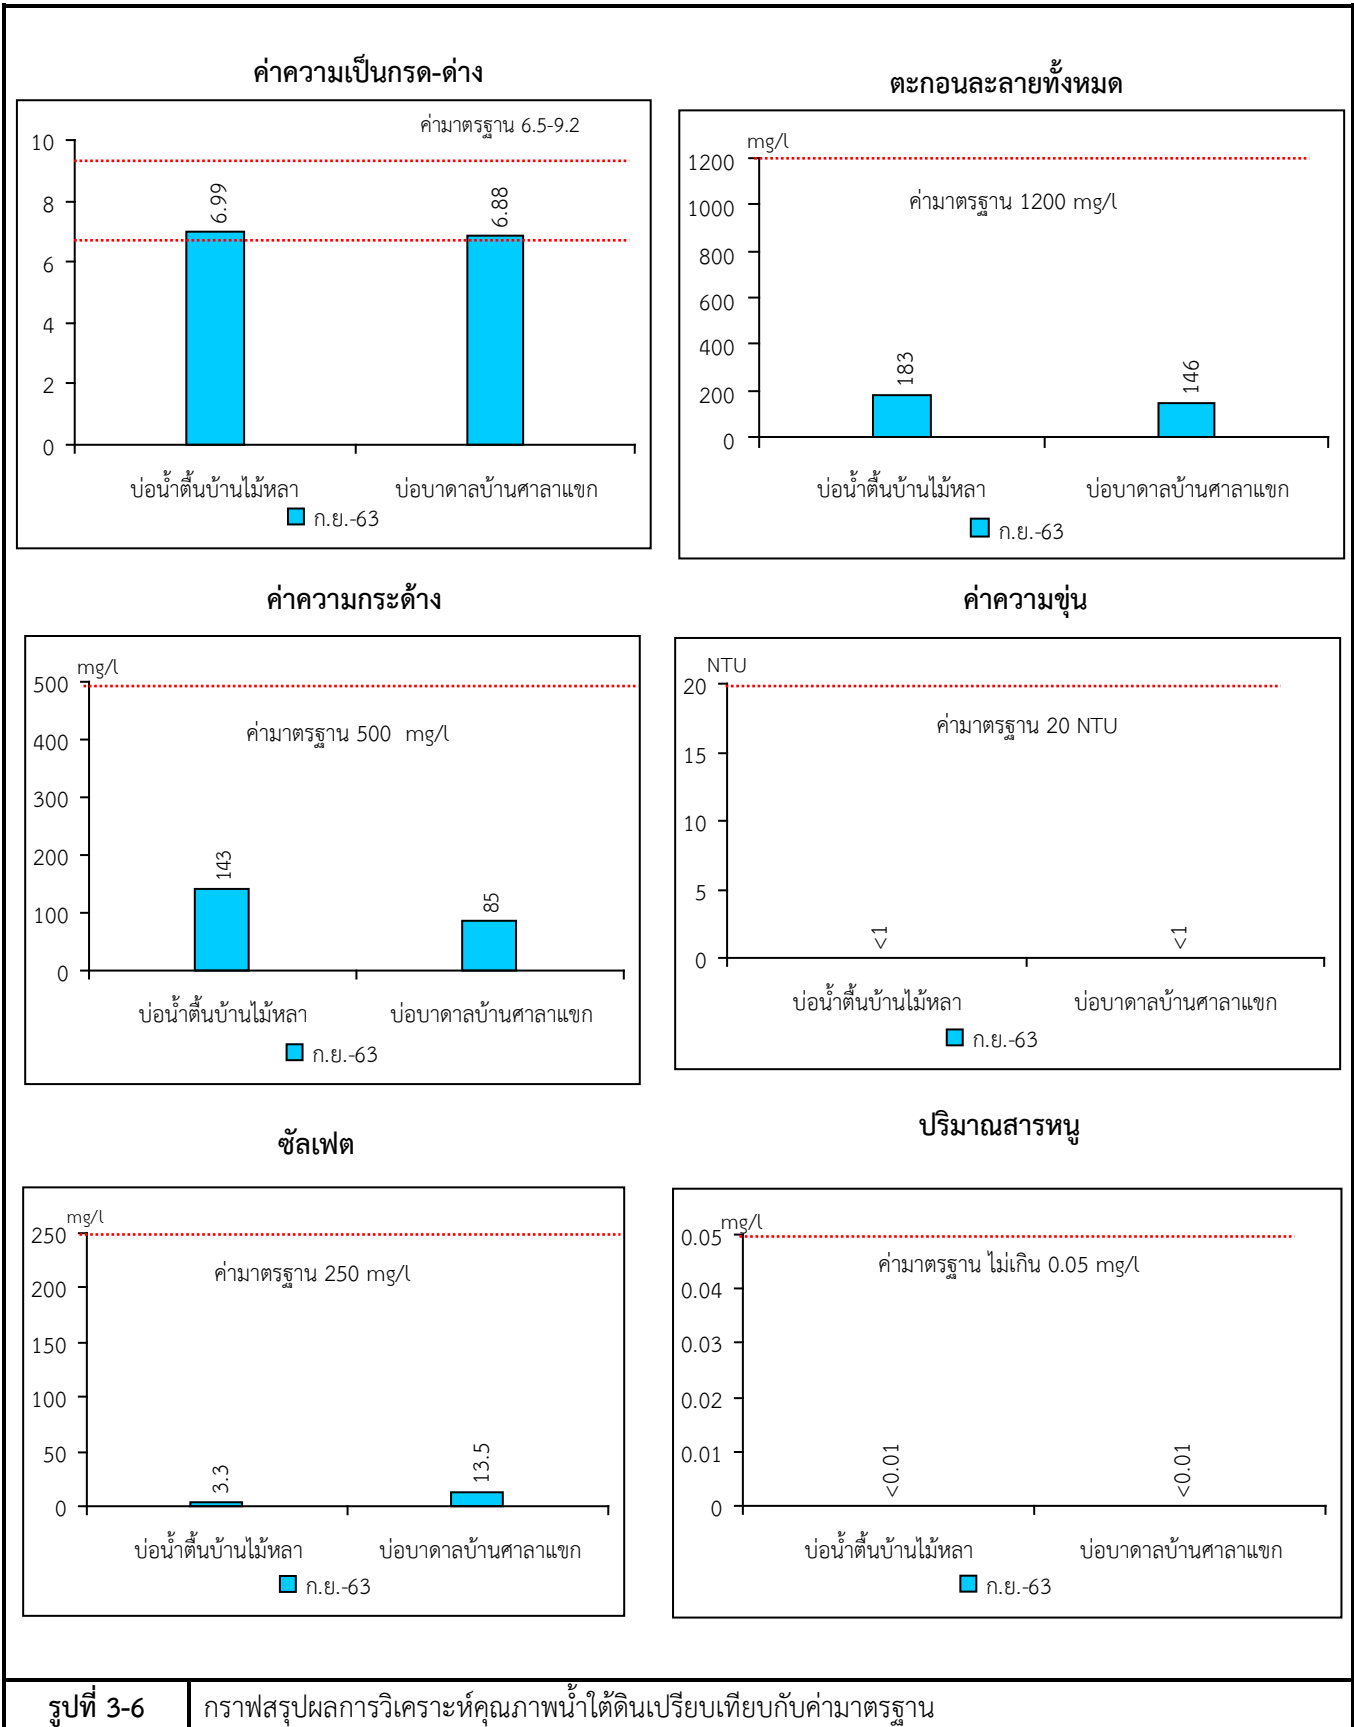 ค่าความเป็นกรด-ด่าง
ค่ามาตรฐาน 6.5-9.2
10
8
6
4
2
0
6.99
6.88
บ่อน้ำตื้นบ้านไม้หลา
บ่อบาดาลบ้านศาลาแขก
ก.ย.-63
ตะกอนละลายทั้งหมด
mg/l
ค่ามาตรฐาน 1200 mg/l
1200
1000
800
600
400
200
0
183
146
บ่อน้ำตื้นบ้านไม้หลา
บ่อบาดาลบ้านศาลาแขก
ก.ย.-63
ค่าความกระด้าง
mg/l
ค่ามาตรฐาน 500 mg/l
500
400
300
200
100
0
143
85
บ่อน้ำตื้นบ้านไม้หลา
บ่อบาดาลบ้านศาลาแขก
ก.ย.-63
ค่าความขุ่น
NTU
ค่ามาตรฐาน 20 NTU
20
15
10
5
0
<1
<1
บ่อน้ำตื้นบ้านไม้หลา
บ่อบาดาลบ้านศาลาแขก
ก.ย.-63
ซัลเฟต
mg/l
ค่ามาตรฐาน 250 mg/l
250
200
150
100
50
0
3.3
13.5
บ่อน้ำตื้นบ้านไม้หลา
บ่อบาดาลบ้านศาลาแขก
ก.ย.-63
ปริมาณสารหนู
mg/l
ค่ามาตรฐาน ไม่เกิน 0.05 mg/l
0.05
0.04
0.03
0.02
0.01
0
<0.01
<0.01
บ่อน้ำตื้นบ้านไม้หลา
บ่อบาดาลบ้านศาลาแขก
ก.ย.-63
รูปที่ 3-6 กราฟสรุปผลการวิเคราะห์คุณภาพน้ำใต้ดินเปรียบเทียบกับค่ามาตรฐาน